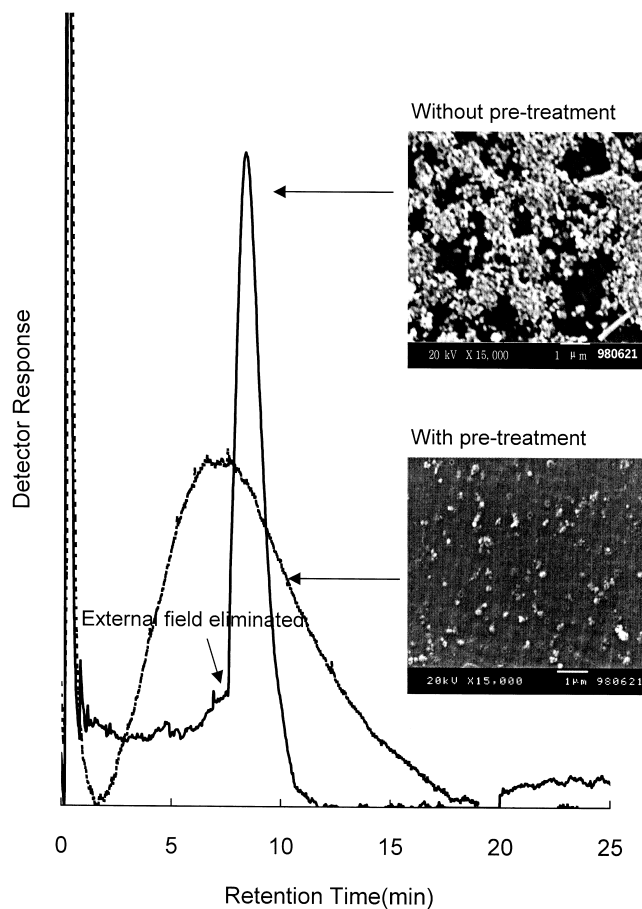 Without pre-treatment
20 kV X 15,000 1 μm 980621
With pre-treatment
20kV X15,000 1μm 980621
Detector Response
External field eliminated
0 5 10 15 20 25
Retention Time(min)